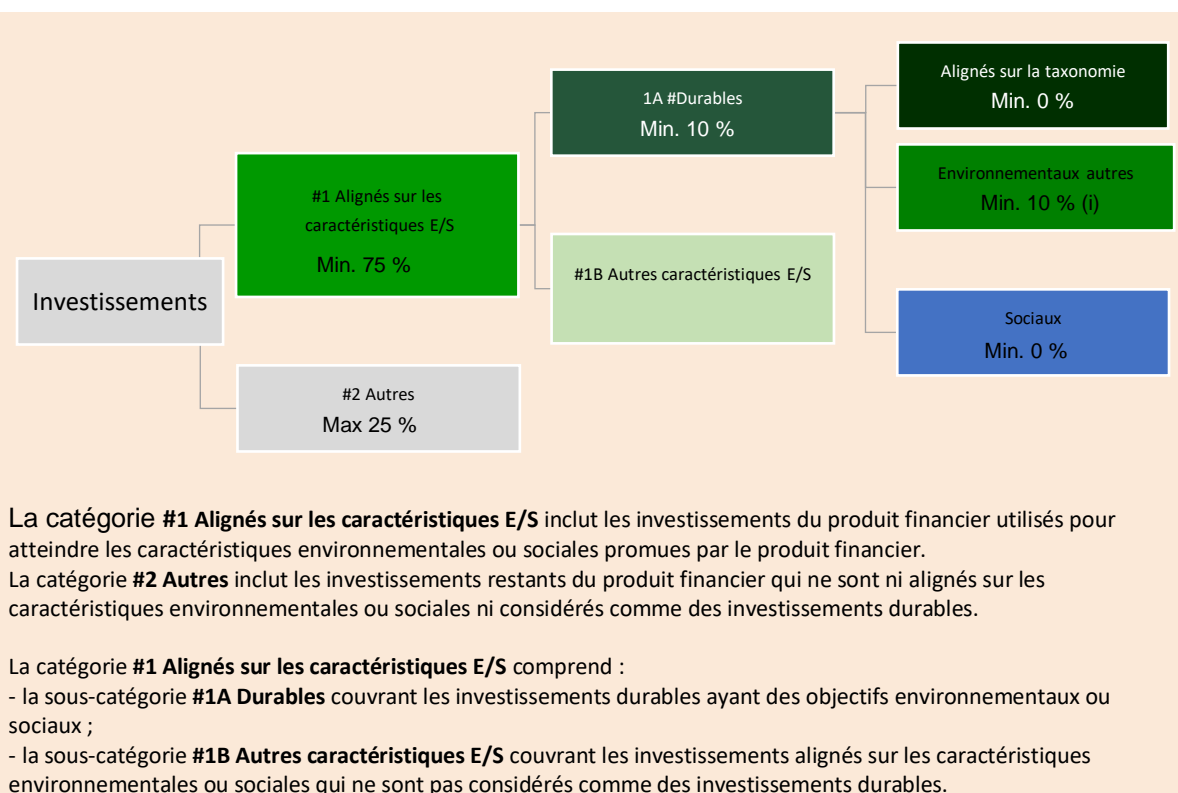 Investissements
#1 Alignés sur les
caractéristiques E/S
Min. 75 %
#2 Autres
Max 25 %
1A #Durables
Min. 10 %
#1B Autres caractéristiques E/S
Alignés sur la taxonomie
Min. 0 %
Environnementaux autres
Min. 10 % (i)
Sociaux
Min. 0 %
La catégorie #1 Alignés sur les caractéristiques E/S inclut les investissements du produit financier utilisés pour
atteindre les caractéristiques environnementales ou sociales promues par le produit financier.
La catégorie #2 Autres inclut les investissements restants du produit financier qui ne sont ni alignés sur les
caractéristiques environnementales ou sociales ni considérés comme des investissements durables.
La catégorie #1 Alignés sur les caractéristiques E/S comprend :
- la sous-catégorie #1A Durables couvrant les investissements durables ayant des objectifs environnementaux ou
sociaux ;
- la sous-catégorie #1B Autres caractéristiques E/S couvrant les investissements alignés sur les caractéristiques
environnementales ou sociales qui ne sont pas considérés comme des investissements durables.